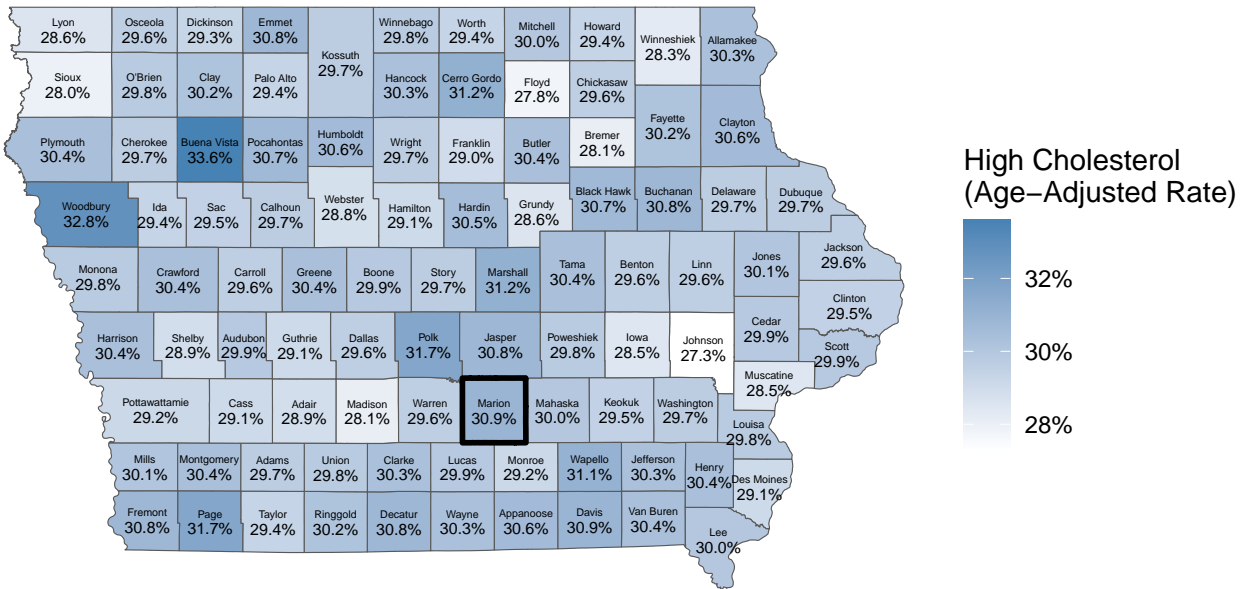 Lyon
28.6%
Osceola
29.6%
Dickinson
29.3%
Emmet
30.8%
Kossuth
29.7%
Winnebago
29.8%
Worth
29.4%
Mitchell
30.0%
Howard
29.4%
Winneshiek
28.3%
Allamakee
30.3%
Sioux
28.0%
O'Brien
29.8%
Clay
30.2%
Palo Alto
29.4%
Hancock
30.3%
Cerro Gordo
31.2%
Floyd
27.8%
Chickasaw
29.6%
Fayette
30.2%
Clayton
30.6%
Plymouth
30.4%
Cherokee
29.7%
Buena Vista
33.6%
Pocahontas
30.7%
Humboldt
30.6%
Wright
29.7%
Franklin
29.0%
Butler
30.4%
Bremer
28.1%
Woodbury
32.8%
Ida
29.4%
Sac
29.5%
Calhoun
29.7%
Webster
28.8%
Hamilton
29.1%
Hardin
30.5%
Grundy
28.6%
Black Hawk
30.7%
Buchanan
30.8%
Delaware
29.7%
Dubuque
29.7%
Monona
29.8%
Crawford
30.4%
Carroll
29.6%
Greene
30.4%
Boone
29.9%
Story
29.7%
Marshall
31.2%
Tama
30.4%
Benton
29.6%
Linn
29.6%
Jones
30.1%
Jackson
29.6%
Clinton
29.5%
Harrison
30.4%
Shelby
28.9%
Audubon
29.9%
Guthrie
29.1%
Dallas
29.6%
Polk
31.7%
Jasper
30.8%
Poweshiek
29.8%
Iowa
28.5%
Johnson
27.3%
Cedar
29.9%
Scott
29.9%
Muscatine
28.5%
Pottawattamie
29.2%
Cass
29.1%
Adair
28.9%
Madison
28.1%
Warren
29.6%
Marion
30.9%
Mahaska
30.0%
Keokuk
29.5%
Washington
29.7%
Louisa
29.8%
Mills
30.1%
Montgomery
30.4%
Adams
29.7%
Union
29.8%
Clarke
30.3%
Lucas
29.9%
Monroe
29.2%
Wapello
31.1%
Jefferson
30.3%
Henry
30.4%
Des Moines
29.1%
Fremont
30.8%
Page
31.7%
Taylor
29.4%
Ringgold
30.2%
Decatur
30.8%
Wayne
30.3%
Appanoose
30.6%
Davis
30.9%
Van Buren
30.4%
Lee
30.0%
High Cholesterol
(Age−Adjusted Rate)
32%
30%
28%